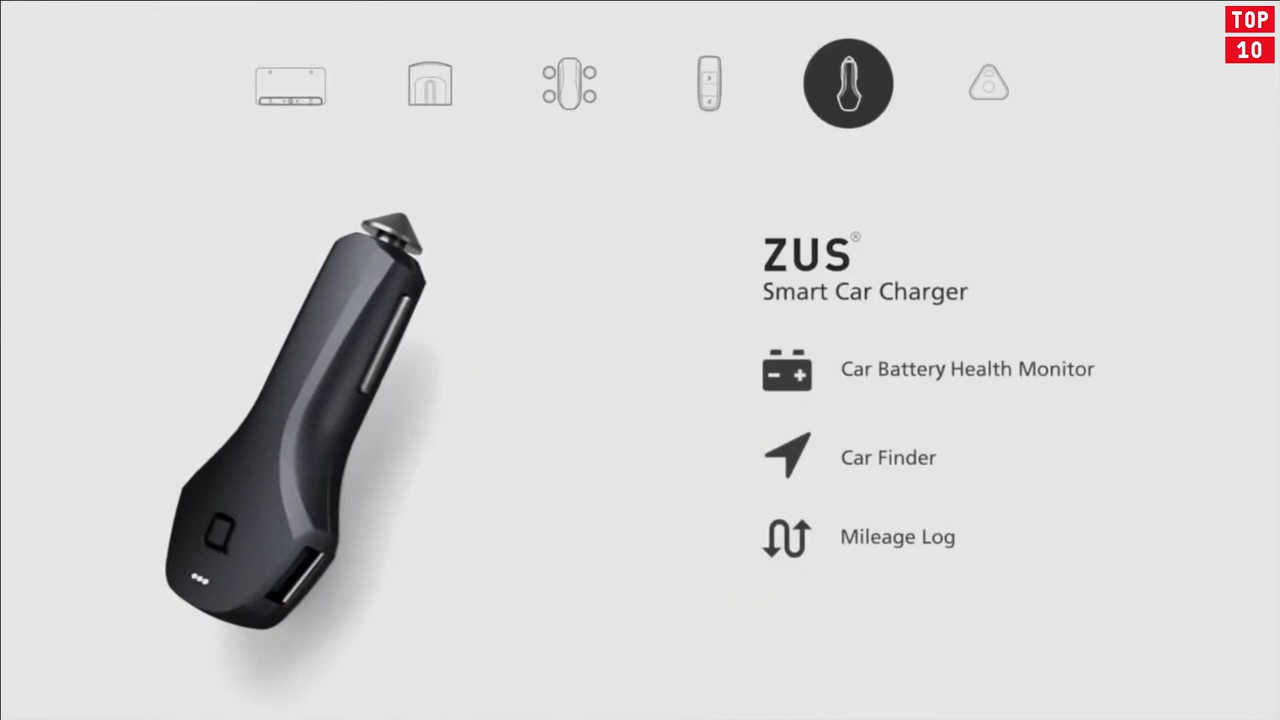 TOP
10
ZUS®
Smart Car Charger
Car Battery Health Monitor
Car Finder
Mileage Log